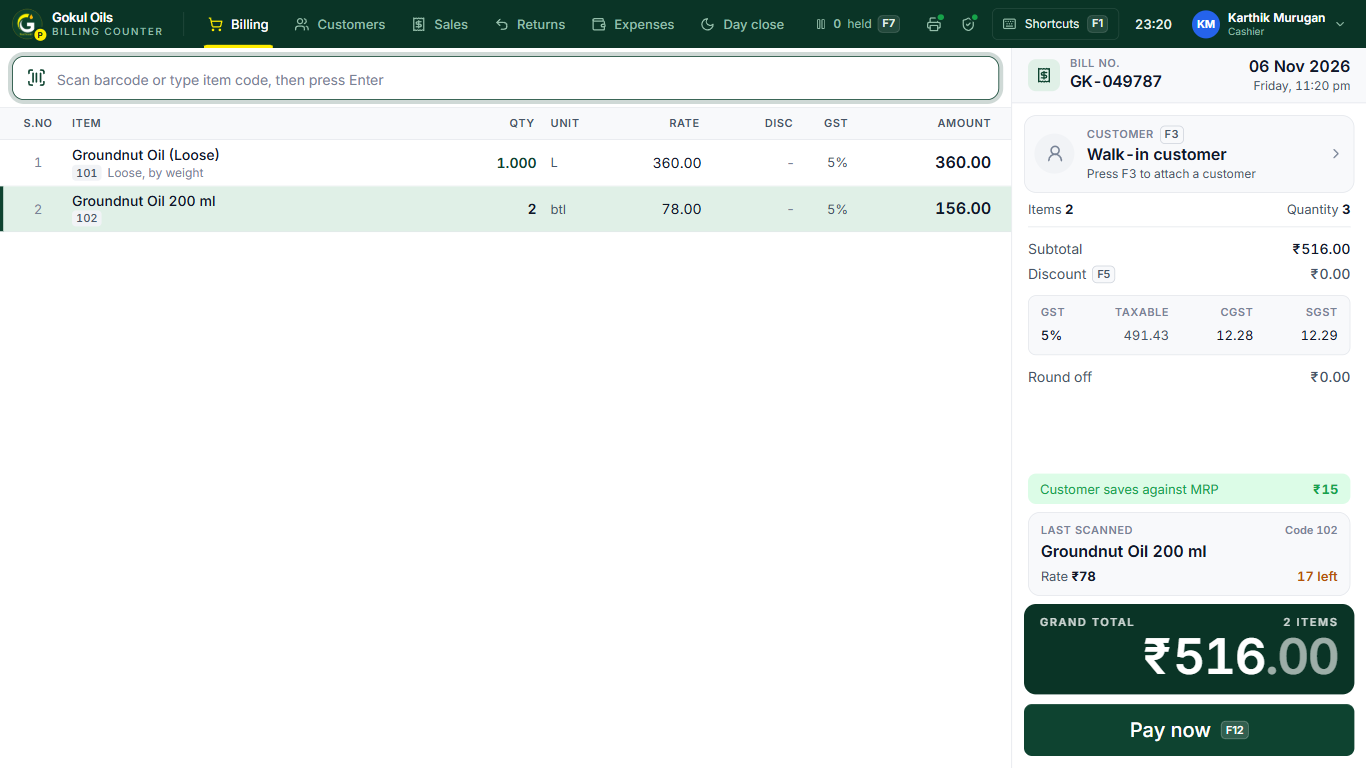 Gokul Oils
BILLING COUNTER
P
Billing
Customers
Sales
Returns
Expenses
Day close
0 held F7
Shortcuts F1
23:20
KM
Karthik Murugan
Cashier
Scan barcode or type item code, then press Enter
S.NO ITEM QTY UNIT RATE DISC GST AMOUNT
1 Groundnut Oil (Loose) 1.000 L 360.00 - 5% 360.00
101 Loose, by weight
2 Groundnut Oil 200 ml 2 btl 78.00 - 5% 156.00
102
BILL NO.
GK-049787
06 Nov 2026
Friday, 11:20 pm
CUSTOMER F3
Walk-in customer
Press F3 to attach a customer
Items 2 Quantity 3
Subtotal ₹516.00
Discount F5 ₹0.00
GST TAXABLE CGST SGST
5% 491.43 12.28 12.29
Round off ₹0.00
Customer saves against MRP ₹15
LAST SCANNED Code 102
Groundnut Oil 200 ml
Rate ₹78 17 left
GRAND TOTAL 2 ITEMS
₹516.00
Pay now F12